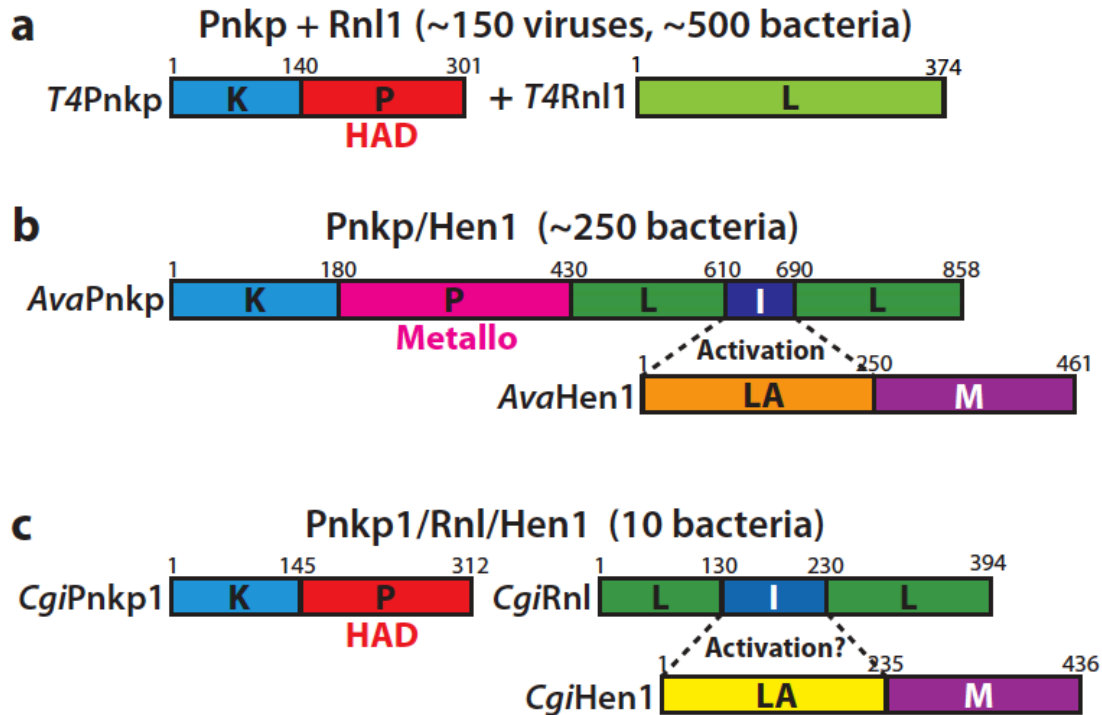 a Pnkp + Rnl1 (~150 viruses, ~500 bacteria)
1 140 301 1 374
T4Pnkp K P + T4Rnl1 L
HAD
b Pnkp/Hen1 (~250 bacteria)
1 180 430 610 690 858
AvaPnkp K P L I L
Metallo Activation
1 250 461
AvaHen1 LA M
c Pnkp1/Rnl/Hen1 (10 bacteria)
1 145 312 1 130 230 394
CgiPnkp1 K P CgiRnl L I L
HAD Activation?
1 235 436
CgiHen1 LA M